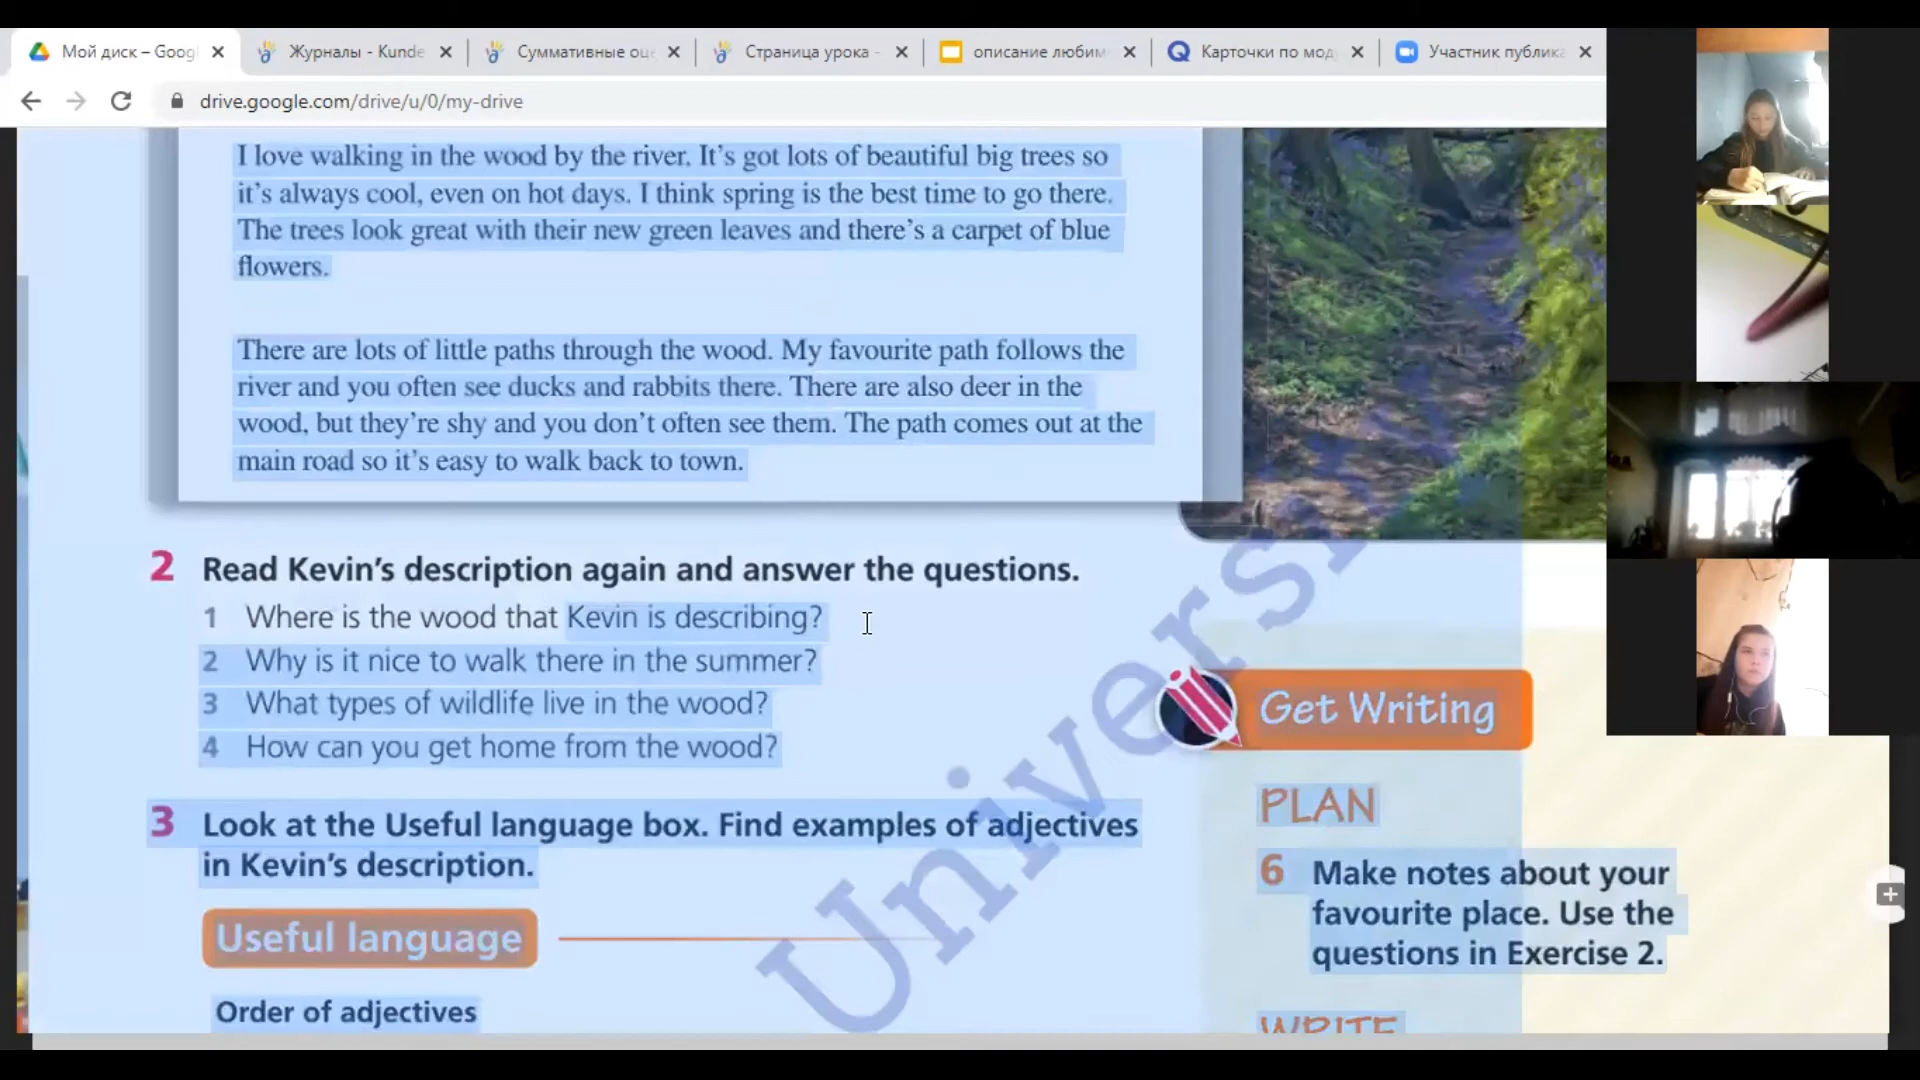 Мой диск – Googl
Журналы - Kunde
Суммативные оце
Страница урока -
описание любим
Карточки по мод
Участник публика
drive.google.com/drive/u/0/my-drive
I love walking in the wood by the river. It's got lots of beautiful big trees so
it's always cool, even on hot days. I think spring is the best time to go there.
The trees look great with their new green leaves and there's a carpet of blue
flowers.
There are lots of little paths through the wood. My favourite path follows the
river and you often see ducks and rabbits there. There are also deer in the
wood, but they're shy and you don't often see them. The path comes out at the
main road so it's easy to walk back to town.
2 Read Kevin's description again and answer the questions.
1 Where is the wood that Kevin is describing?
2 Why is it nice to walk there in the summer?
3 What types of wildlife live in the wood?
4 How can you get home from the wood?
3 Look at the Useful language box. Find examples of adjectives
in Kevin's description.
Useful language
Order of adjectives
Get Writing
PLAN
6 Make notes about your
favourite place. Use the
questions in Exercise 2.
WRITE
Universi